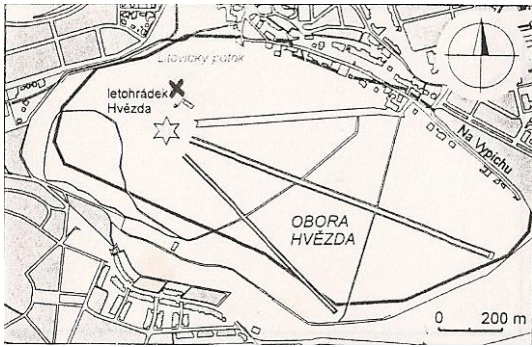 Litovický potok
letohrádek
Hvězda
Na Vypichu
OBORA
HVĚZDA
0 200 m